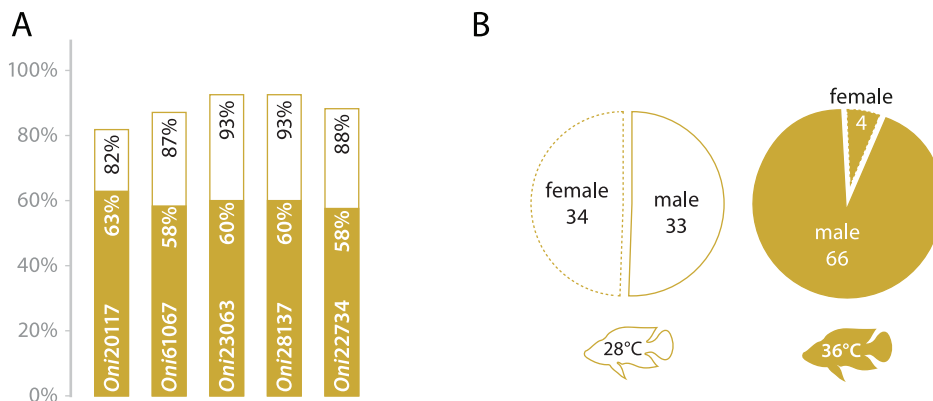 A
100%
80%
60%
40%
20%
0%
82%
63%
Oni20117
87%
58%
Oni61067
93%
60%
Oni23063
93%
60%
Oni28137
88%
58%
Oni22734
B
female
34
male
33
28°C
female
4
male
66
36°C